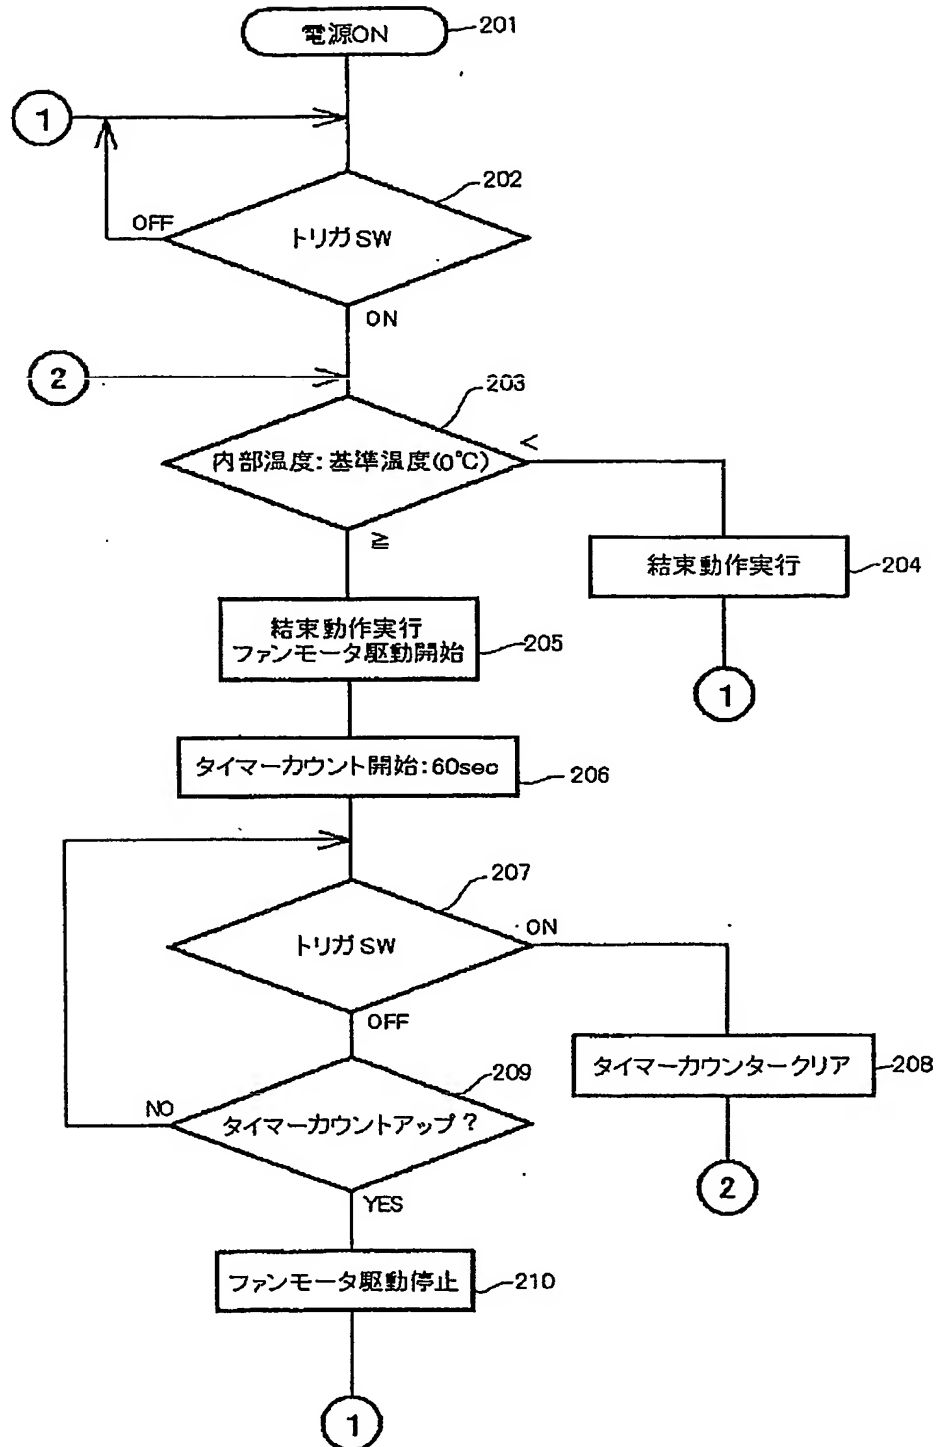 電源ON
201
1
202
OFF
トリガSW
ON
2
203
内部温度:基準温度(0℃)
<
≧
結束動作実行
204
1
結束動作実行
ファンモータ駆動開始
205
タイマーカウント開始:60sec
206
207
トリガSW
ON
OFF
タイマーカウンタークリア
208
209
NO
タイマーカウントアップ?
2
YES
ファンモータ駆動停止
210
1